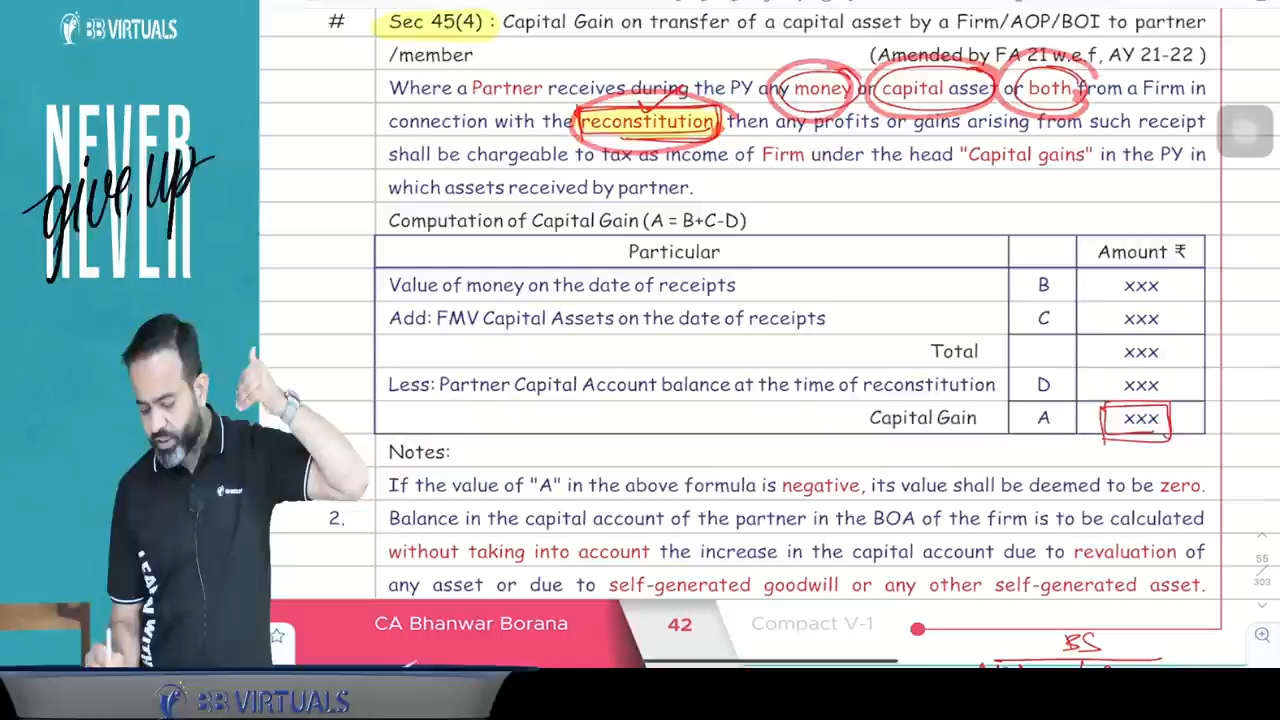 BB VIRTUALS
NEVER
give up
NEVER
# Sec 45(4) : Capital Gain on transfer of a capital asset by a Firm/AOP/BOI to partner
/member (Amended by FA 21 w.e.f, AY 21-22 )
Where a Partner receives during the PY any money or capital asset or both from a Firm in
connection with the reconstitution, then any profits or gains arising from such receipt
shall be chargeable to tax as income of Firm under the head "Capital gains" in the PY in
which assets received by partner.
Computation of Capital Gain (A = B+C-D)
Particular Amount ₹
Value of money on the date of receipts B xxx
Add: FMV Capital Assets on the date of receipts C xxx
Total xxx
Less: Partner Capital Account balance at the time of reconstitution D xxx
Capital Gain A xxx
Notes:
If the value of "A" in the above formula is negative, its value shall be deemed to be zero.
2. Balance in the capital account of the partner in the BOA of the firm is to be calculated
without taking into account the increase in the capital account due to revaluation of
any asset or due to self-generated goodwill or any other self-generated asset.
55
303
CA Bhanwar Borana 42 Compact V-1
BS
LEARN WITH
BB VIRTUALS